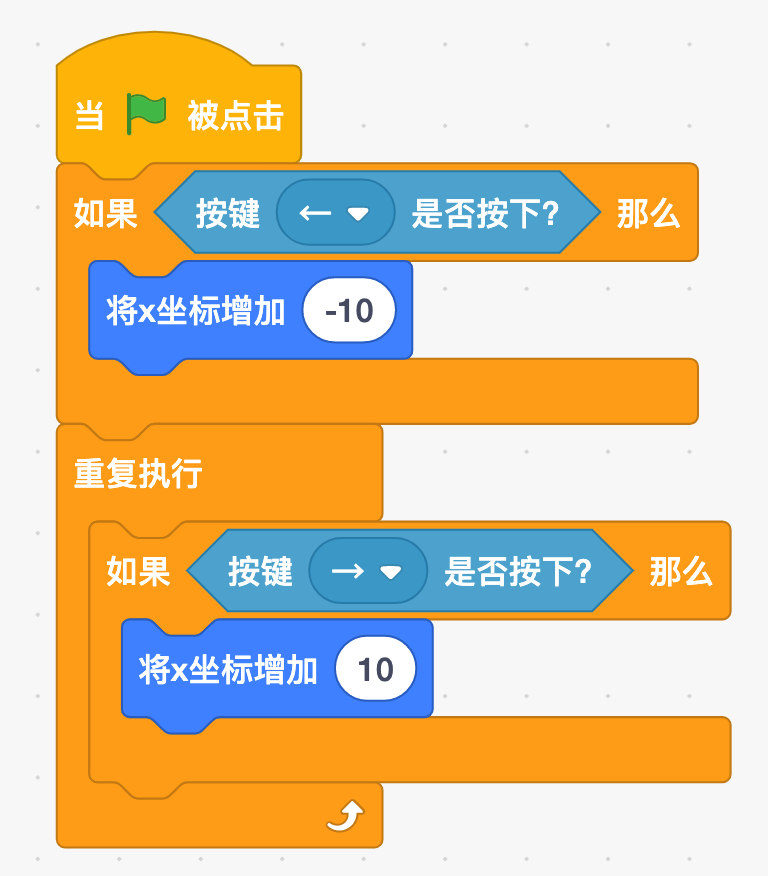 当 被点击
如果 按键 ← 是否按下? 那么
将x坐标增加 -10
重复执行
如果 按键 → 是否按下? 那么
将x坐标增加 10